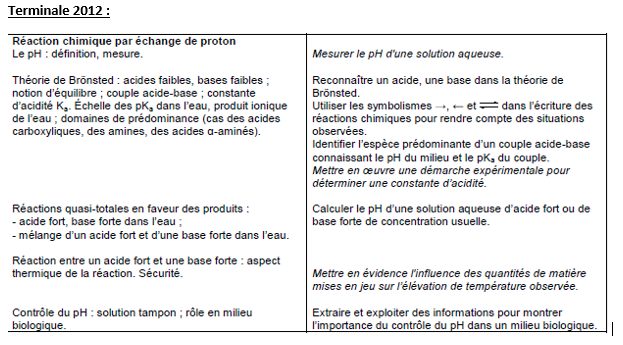 Terminale 2012 :
Réaction chimique par échange de proton
Le pH : définition, mesure.
Mesurer le pH d'une solution aqueuse.
Théorie de Brönsted : acides faibles, bases faibles ;
notion d'équilibre ; couple acide-base ; constante
d'acidité Ka. Échelle des pKa dans l'eau, produit ionique
de l'eau ; domaines de prédominance (cas des acides
carboxyliques, des amines, des acides α-aminés).
Reconnaître un acide, une base dans la théorie de
Brönsted.
Utiliser les symbolismes →, ← et ⇌ dans l'écriture des
réactions chimiques pour rendre compte des situations
observées.
Identifier l'espèce prédominante d'un couple acide-base
connaissant le pH du milieu et le pKa du couple.
Mettre en œuvre une démarche expérimentale pour
déterminer une constante d'acidité.
Réactions quasi-totales en faveur des produits :
- acide fort, base forte dans l'eau ;
- mélange d'un acide fort et d'une base forte dans l'eau.
Calculer le pH d'une solution aqueuse d'acide fort ou de
base forte de concentration usuelle.
Réaction entre un acide fort et une base forte : aspect
thermique de la réaction. Sécurité.
Mettre en évidence l'influence des quantités de matière
mises en jeu sur l'élévation de température observée.
Contrôle du pH : solution tampon ; rôle en milieu
biologique.
Extraire et exploiter des informations pour montrer
l'importance du contrôle du pH dans un milieu biologique.